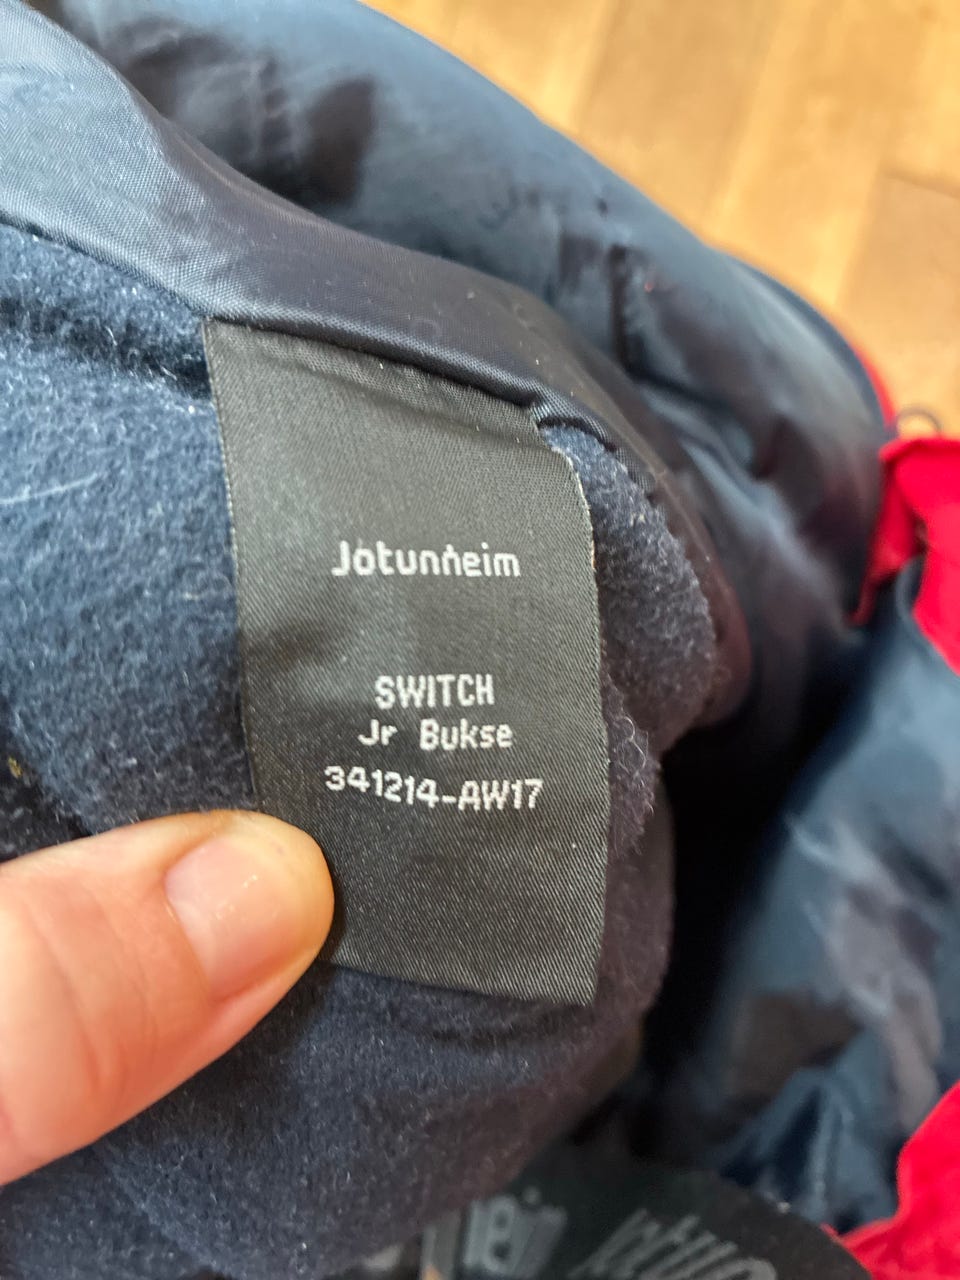 Jotunheim
SWITCH
Jr Bukse
341214-AW17